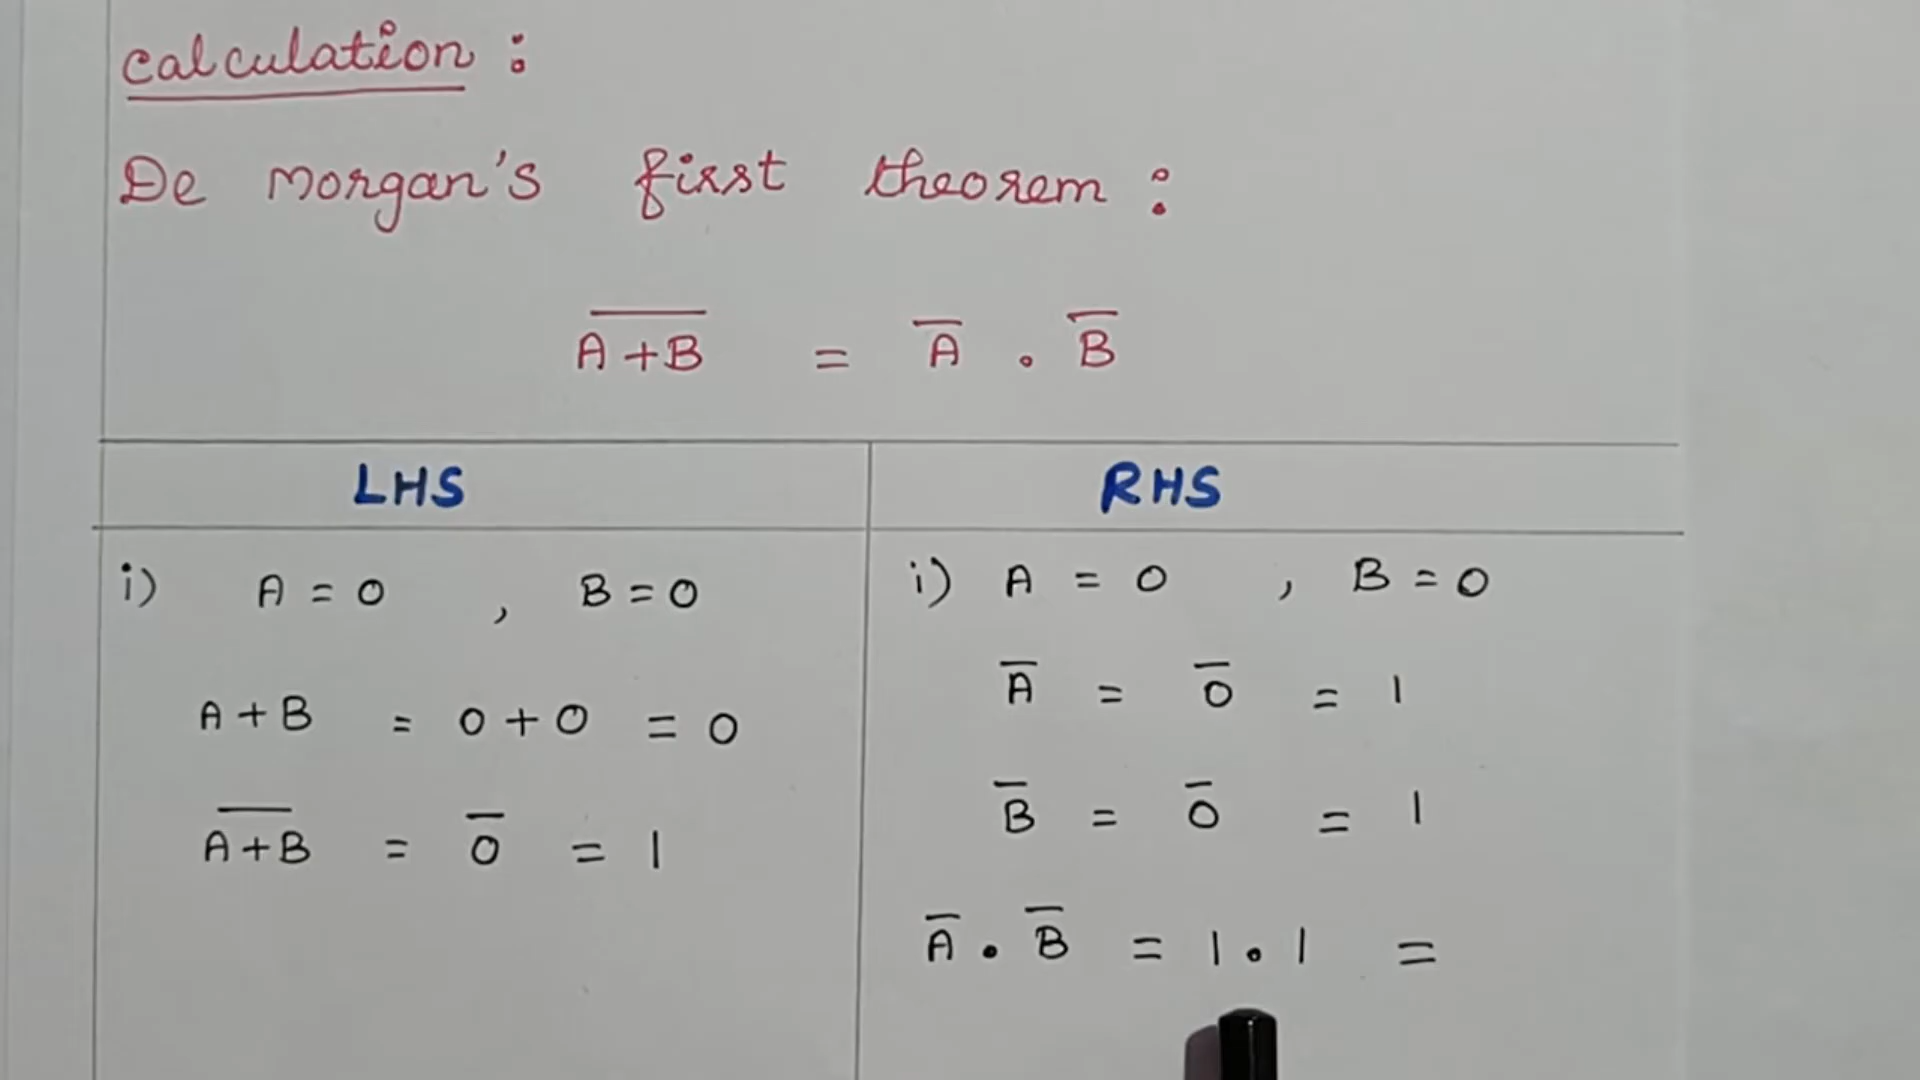 calculation :
De morgan's first theorem :
A̅+̅B̅ = A̅ . B̅
LHS
RHS
i) A = 0 , B = 0
A + B = 0 + 0 = 0
A̅+̅B̅ = 0̅ = 1
i) A = 0 , B = 0
A̅ = 0̅ = 1
B̅ = 0̅ = 1
A̅ . B̅ = 1 . 1 =